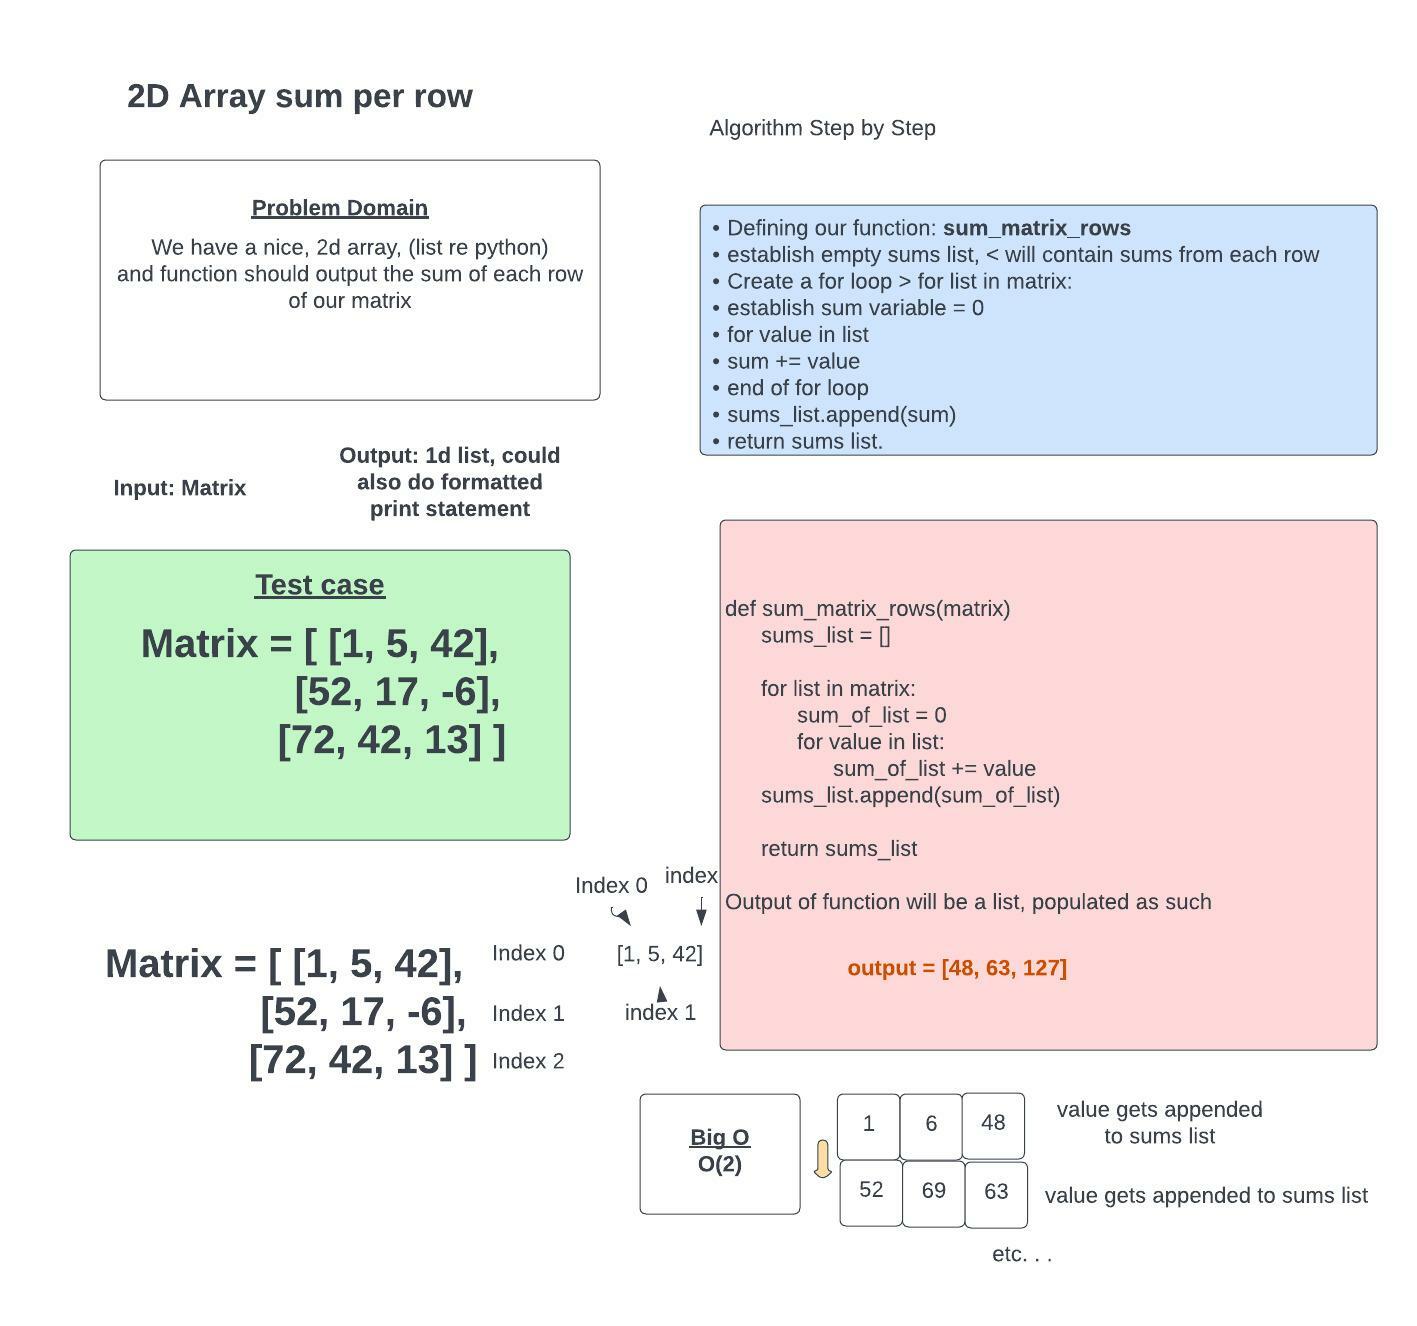 2D Array sum per row
Problem Domain
We have a nice, 2d array, (list re python)
and function should output the sum of each row
of our matrix
Input: Matrix
Output: 1d list, could
also do formatted
print statement
Test case
Matrix = [ [1, 5, 42],
[52, 17, -6],
[72, 42, 13] ]
Algorithm Step by Step
• Defining our function: sum_matrix_rows
• establish empty sums list, < will contain sums from each row
• Create a for loop > for list in matrix:
• establish sum variable = 0
• for value in list
• sum += value
• end of for loop
• sums_list.append(sum)
• return sums list.
def sum_matrix_rows(matrix)
sums_list = []
for list in matrix:
sum_of_list = 0
for value in list:
sum_of_list += value
sums_list.append(sum_of_list)
return sums_list
Output of function will be a list, populated as such
output = [48, 63, 127]
Matrix = [ [1, 5, 42],
[52, 17, -6],
[72, 42, 13] ]
Index 0
Index 1
Index 2
Index 0
index
[1, 5, 42]
index 1
Big O
O(2)
1 6 48
value gets appended
to sums list
52 69 63
value gets appended to sums list
etc. . .